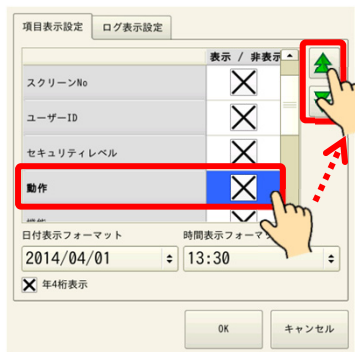 項目表示設定 ログ表示設定
表示 / 非表示
スクリーンNo
ユーザーID
セキュリティレベル
動作
日付表示フォーマット 時間表示フォーマ
2014/04/01 13:30
年4桁表示
OK キャンセル